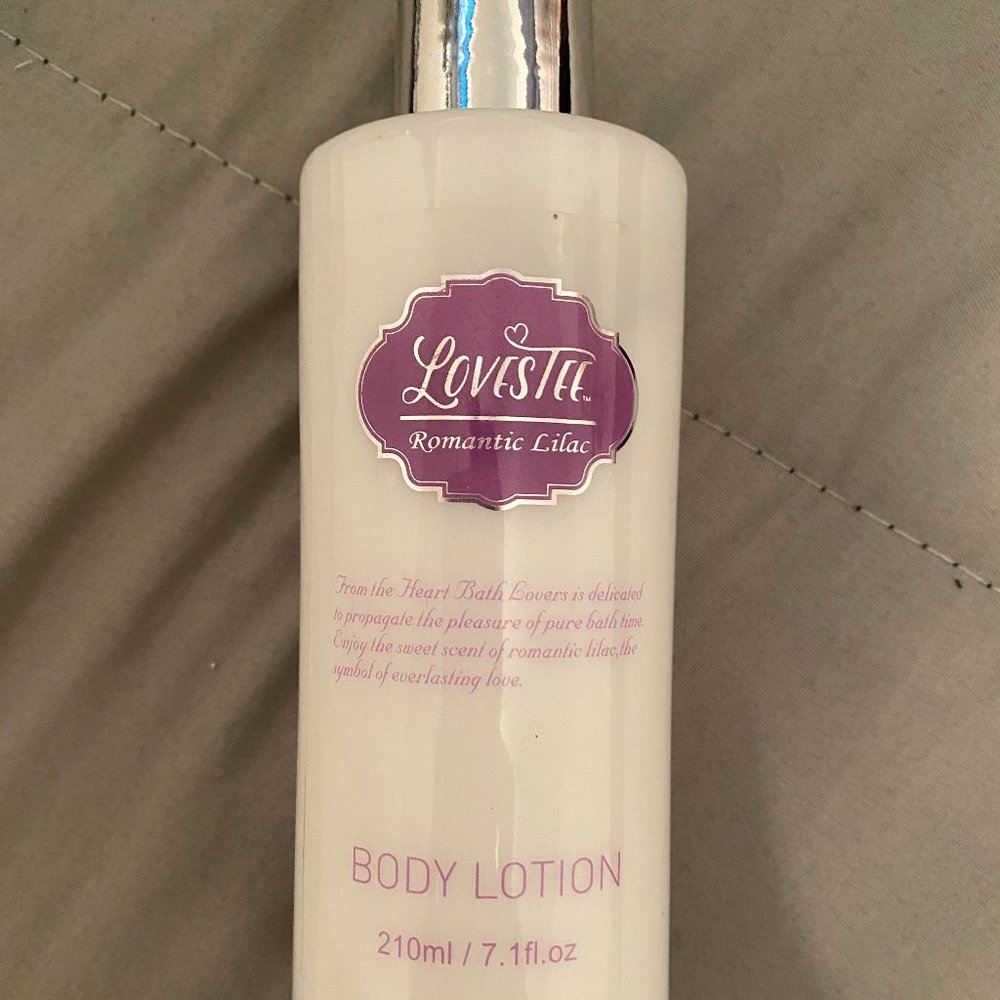 LOVESTEE™
Romantic Lilac
From the Heart Bath Lovers is delicated
to propagate the pleasure of pure bath time.
Enjoy the sweet scent of romantic lilac,the
symbol of everlasting love.
BODY LOTION
210ml / 7.1fl.oz